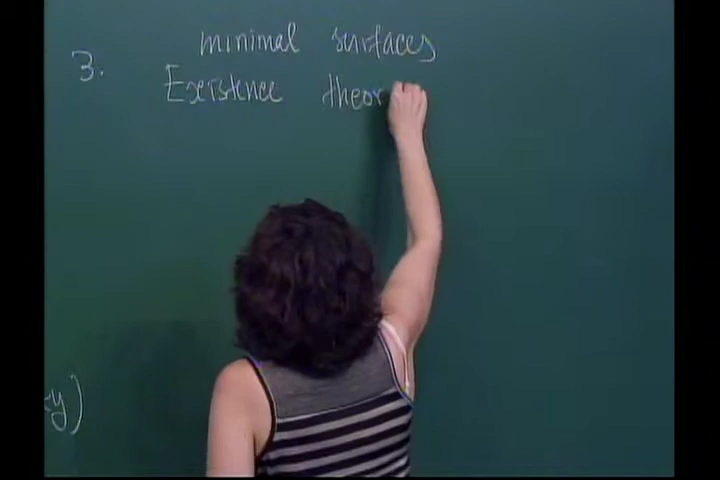 minimal surfaces
3. Existence theor
y)